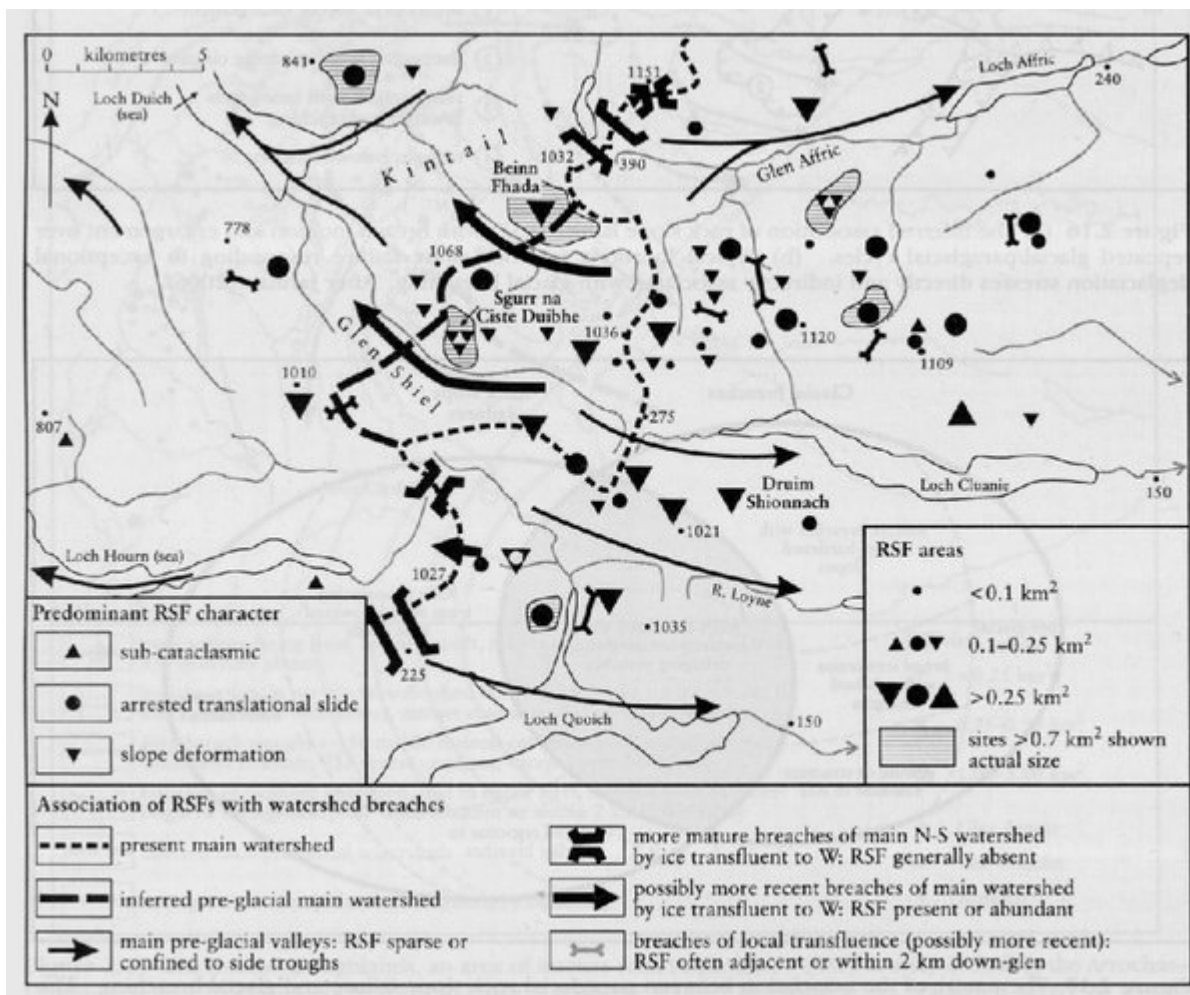 0 kilometres 5
N
841
Loch Duich
(sea)
1151
Loch Affric
240
Kintail
1032
390
Beinn
Fhada
Glen Affric
778
1068
Sgurr na
Ciste Duibhe
1036
1120
1109
Glen Shiel
1010
807
275
Druim
Shionnach
Loch Cluanie
150
1021
Loch Hourn (sea)
1027
R. Loyne
1035
225
Loch Quoich
150
Predominant RSF character
sub-cataclasmic
arrested translational slide
slope deformation
RSF areas
<0.1 km²
0.1–0.25 km²
>0.25 km²
sites >0.7 km² shown
actual size
Association of RSFs with watershed breaches
present main watershed
inferred pre-glacial main watershed
main pre-glacial valleys: RSF sparse or
confined to side troughs
more mature breaches of main N-S watershed
by ice transfluent to W: RSF generally absent
possibly more recent breaches of main watershed
by ice transfluent to W: RSF present or abundant
breaches of local transfluence (possibly more recent):
RSF often adjacent or within 2 km down-glen